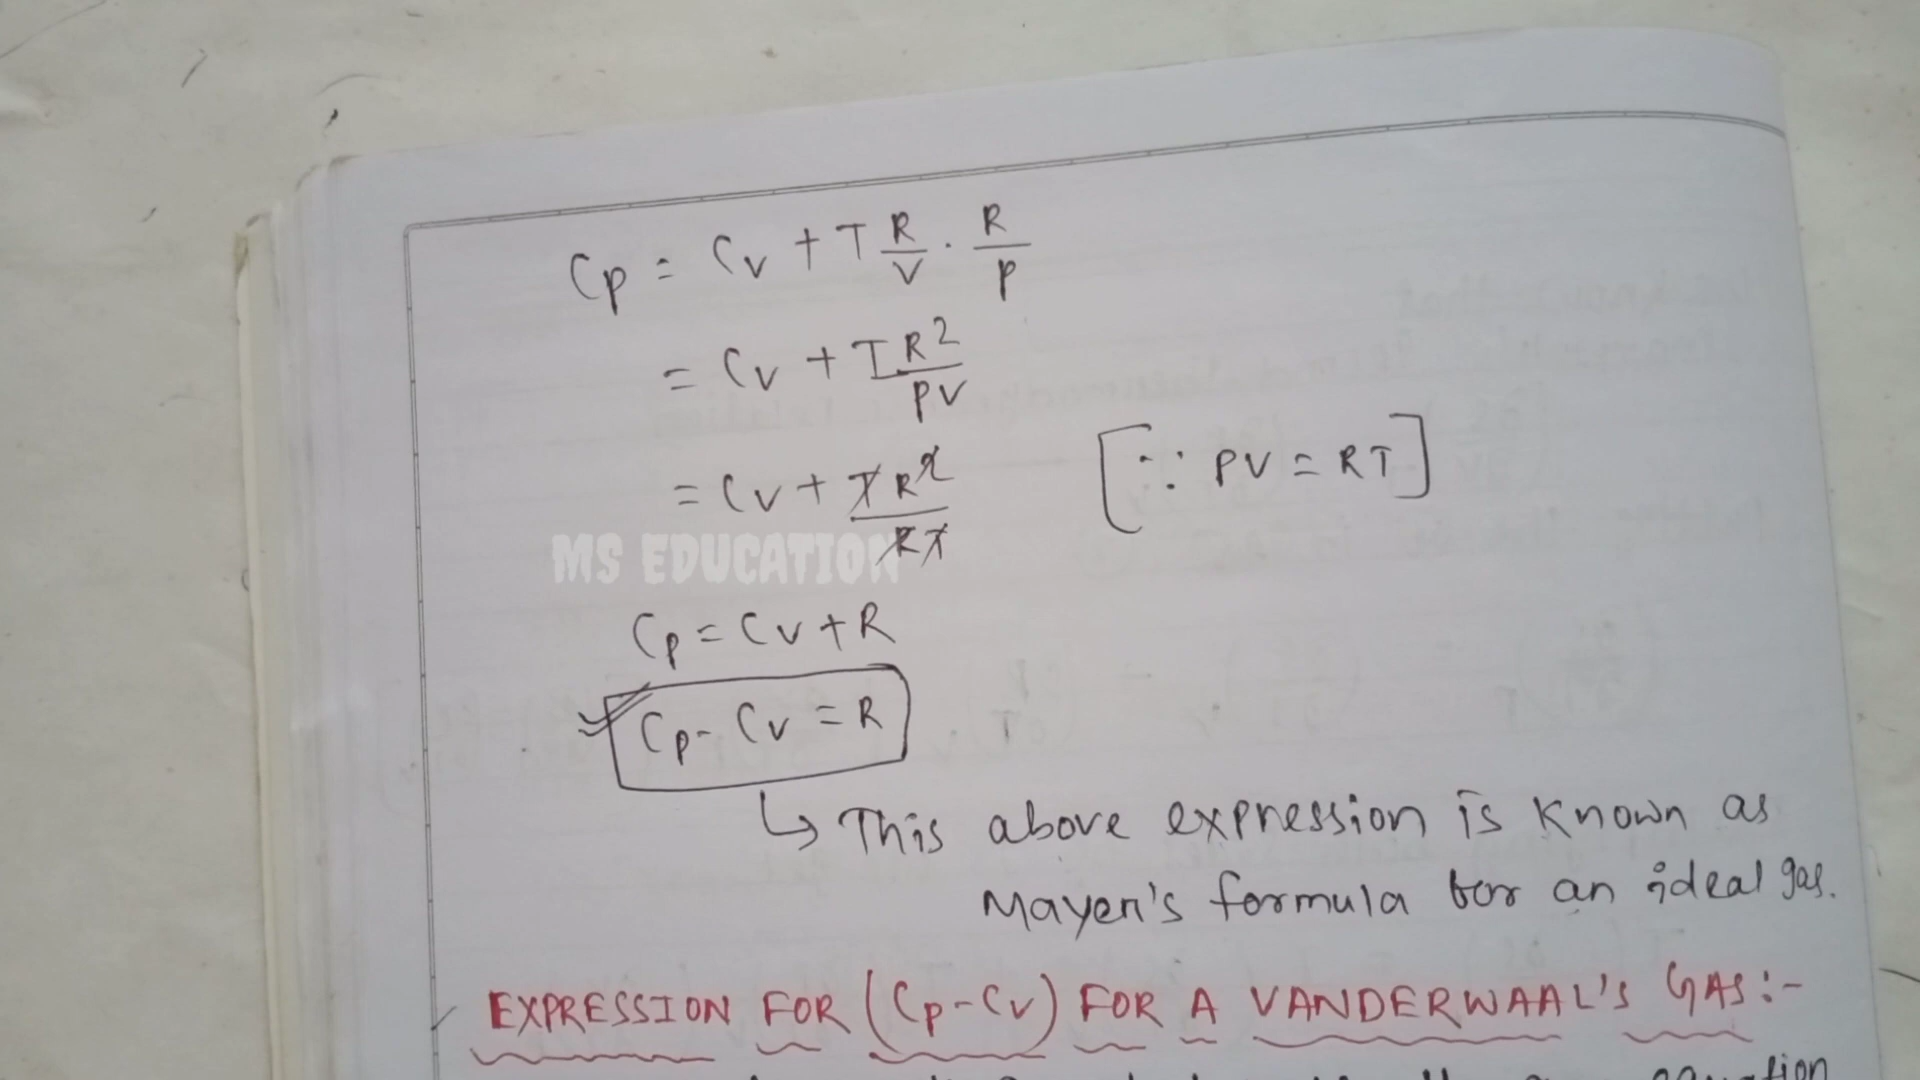 Cp = Cv + T R/V . R/P
= Cv + TR²/PV
= Cv + TR²/RT [∵ PV = RT]
MS EDUCATION
Cp = Cv + R
Cp - Cv = R
↳ This above expression is known as
Mayer's formula for an ideal gas.
EXPRESSION FOR (Cp-Cv) FOR A VANDERWAAL'S GAS:-
equation